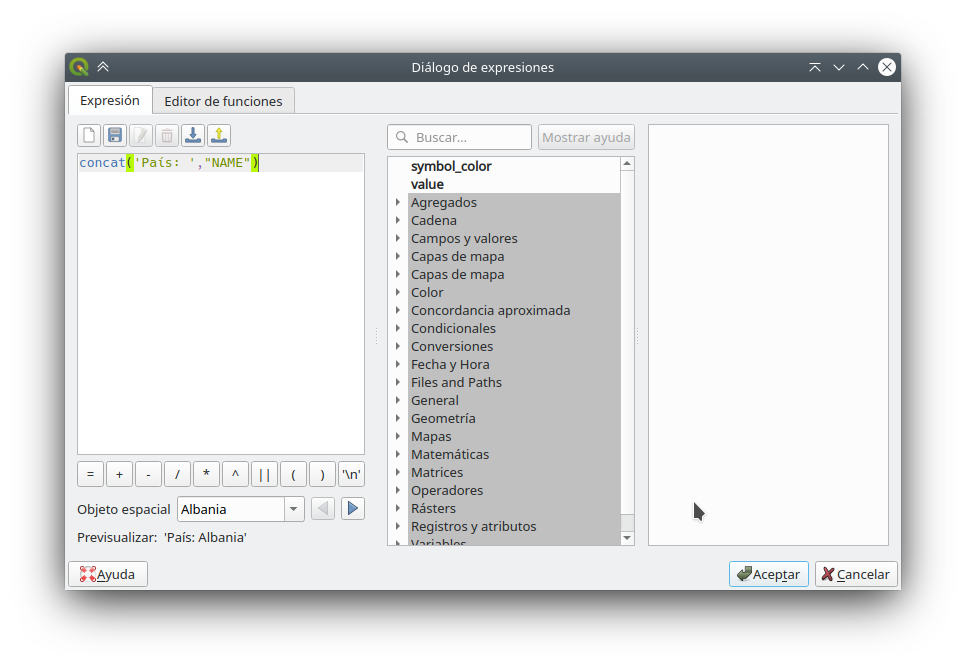 Diálogo de expresiones
Expresión
Editor de funciones
concat('País: ',"NAME")
= + - / * ^ || ( ) '\n'
Objeto espacial Albania
Previsualizar: 'País: Albania'
Buscar...
Mostrar ayuda
symbol_color
value
Agregados
Cadena
Campos y valores
Capas de mapa
Capas de mapa
Color
Concordancia aproximada
Condicionales
Conversiones
Fecha y Hora
Files and Paths
General
Geometría
Mapas
Matemáticas
Matrices
Operadores
Rásters
Registros y atributos
Variables
Ayuda
Aceptar
Cancelar